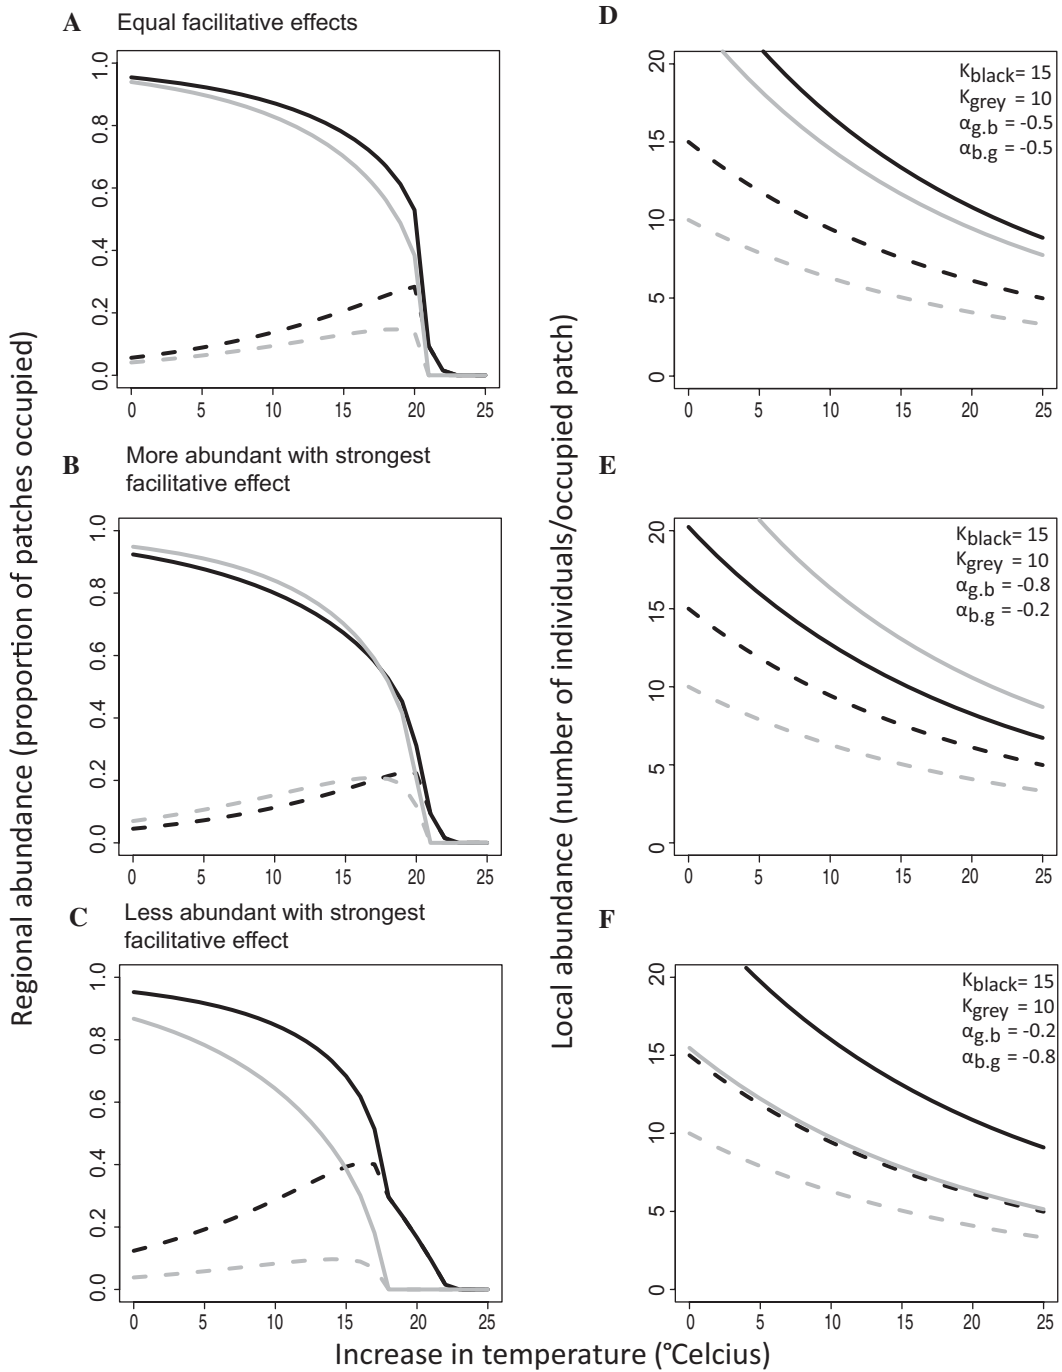 A Equal facilitative effects
1.0
0.8
0.6
0.4
0.2
0.0
0 5 10 15 20 25
D
20
15
10
5
0
0 5 10 15 20 25
Kblack= 15
Kgrey = 10
αg.b = -0.5
αb.g = -0.5
B More abundant with strongest
facilitative effect
1.0
0.8
0.6
0.4
0.2
0.0
0 5 10 15 20 25
E
20
15
10
5
0
0 5 10 15 20 25
Kblack= 15
Kgrey = 10
αg.b = -0.8
αb.g = -0.2
C Less abundant with strongest
facilitative effect
1.0
0.8
0.6
0.4
0.2
0.0
0 5 10 15 20 25
F
20
15
10
5
0
0 5 10 15 20 25
Kblack= 15
Kgrey = 10
αg.b = -0.2
αb.g = -0.8
Regional abundance (proportion of patches occupied)
Local abundance (number of individuals/occupied patch)
Increase in temperature (°Celcius)